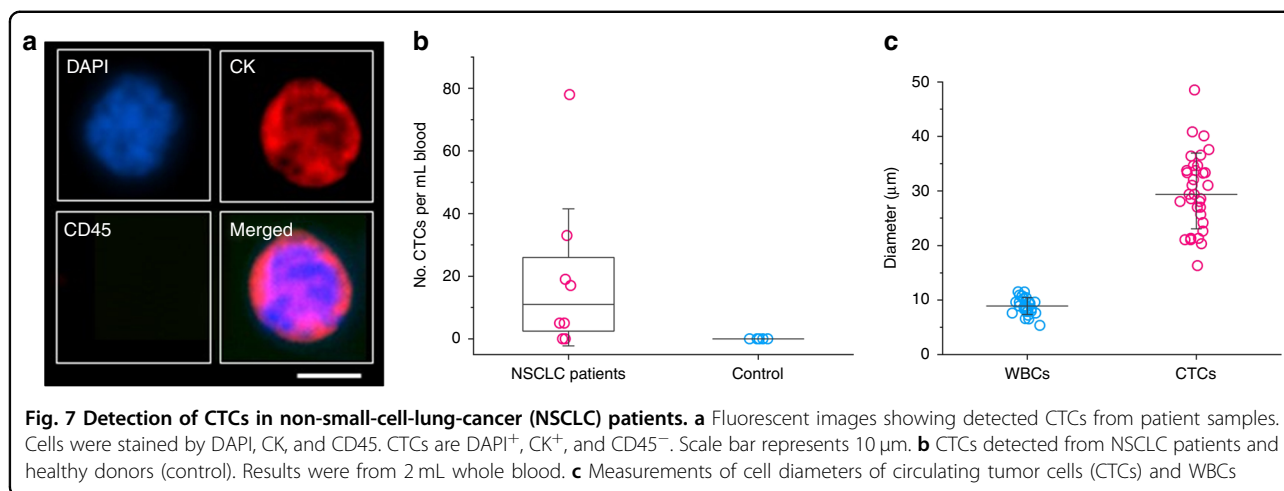 a
DAPI
CK
CD45
Merged
b
No. CTCs per mL blood
80
60
40
20
0
NSCLC patients
Control
c
Diameter (µm)
50
40
30
20
10
0
WBCs
CTCs
Fig. 7 Detection of CTCs in non-small-cell-lung-cancer (NSCLC) patients. a Fluorescent images showing detected CTCs from patient samples.
Cells were stained by DAPI, CK, and CD45. CTCs are DAPI⁺, CK⁺, and CD45⁻. Scale bar represents 10 µm. b CTCs detected from NSCLC patients and
healthy donors (control). Results were from 2 mL whole blood. c Measurements of cell diameters of circulating tumor cells (CTCs) and WBCs